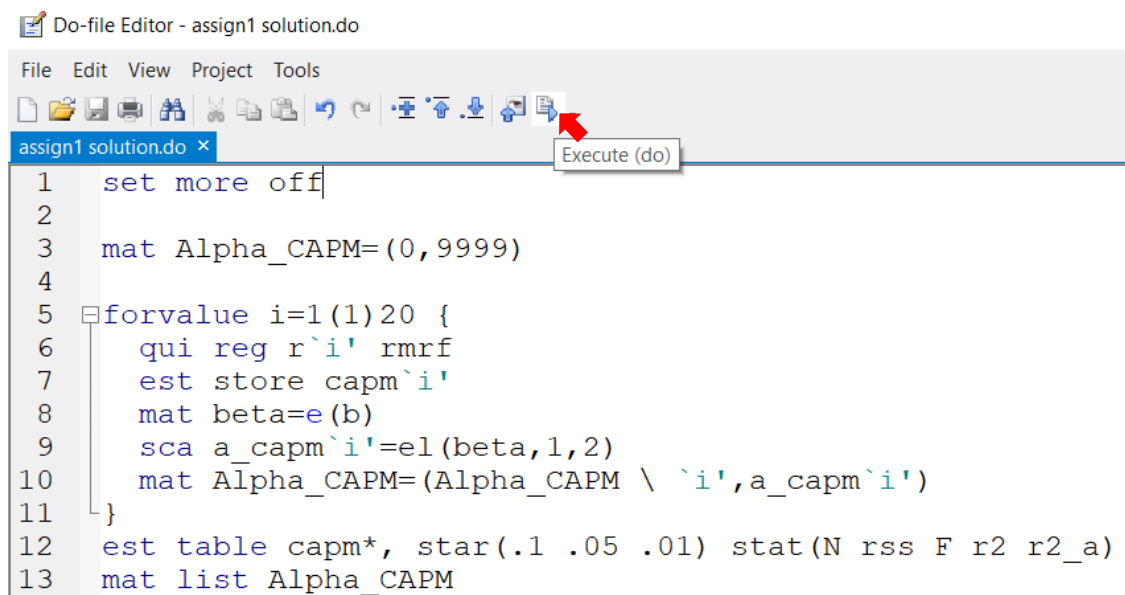 Do-file Editor - assign1 solution.do
File Edit View Project Tools
assign1 solution.do ×
Execute (do)
1 set more off
2
3 mat Alpha_CAPM=(0,9999)
4
5 forvalue i=1(1)20 {
6 qui reg r`i' rmrf
7 est store capm`i'
8 mat beta=e(b)
9 sca a_capm`i'=el(beta,1,2)
10 mat Alpha_CAPM=(Alpha_CAPM \ `i',a_capm`i')
11 }
12 est table capm*, star(.1 .05 .01) stat(N rss F r2 r2_a)
13 mat list Alpha_CAPM